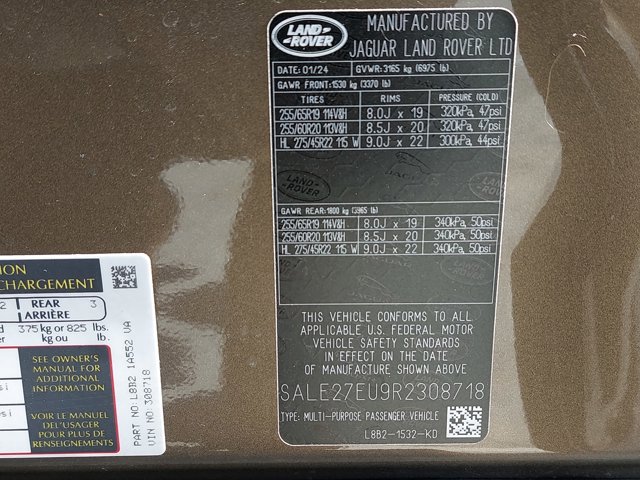 LAND-
ROVER
MANUFACTURED BY
JAGUAR LAND ROVER LTD
DATE: 01/24 GVWR: 3165 kg (6975 lb)
GAWR FRONT: 1530 kg (3370 lb)
TIRES RIMS PRESSURE (COLD)
255/65R19 114V&H 8.0J x 19 320kPa, 47psi
255/60R20 113V&H 8.5J x 20 320kPa, 47psi
HL 275/45R22 115 W 9.0J x 22 300kPa, 44psi
LAND-
ROVER
GAWR REAR: 1800 kg (3965 lb)
255/65R19 114V&H 8.0J x 19 340kPa, 50psi
255/60R20 113V&H 8.5J x 20 340kPa, 50psi
HL 275/45R22 115 W 9.0J x 22 340kPa, 50psi
THIS VEHICLE CONFORMS TO ALL
APPLICABLE U.S. FEDERAL MOTOR
VEHICLE SAFETY STANDARDS
IN EFFECT ON THE DATE
OF MANUFACTURE SHOWN ABOVE
SALE27EU9R2308718
TYPE: MULTI-PURPOSE PASSENGER VEHICLE
L8B2-1532-KD
CHARGEMENT
2 REAR 3
ARRIÈRE
375 kg or 825 lbs.
kg ou lb.
SEE OWNER'S
MANUAL FOR
ADDITIONAL
INFORMATION
VOIR LE MANUEL
DE L'USAGER
POUR PLUS DE
RENSEIGNEMENTS
PART NO: L8B2 1A552 VA
VIN NO: 308718